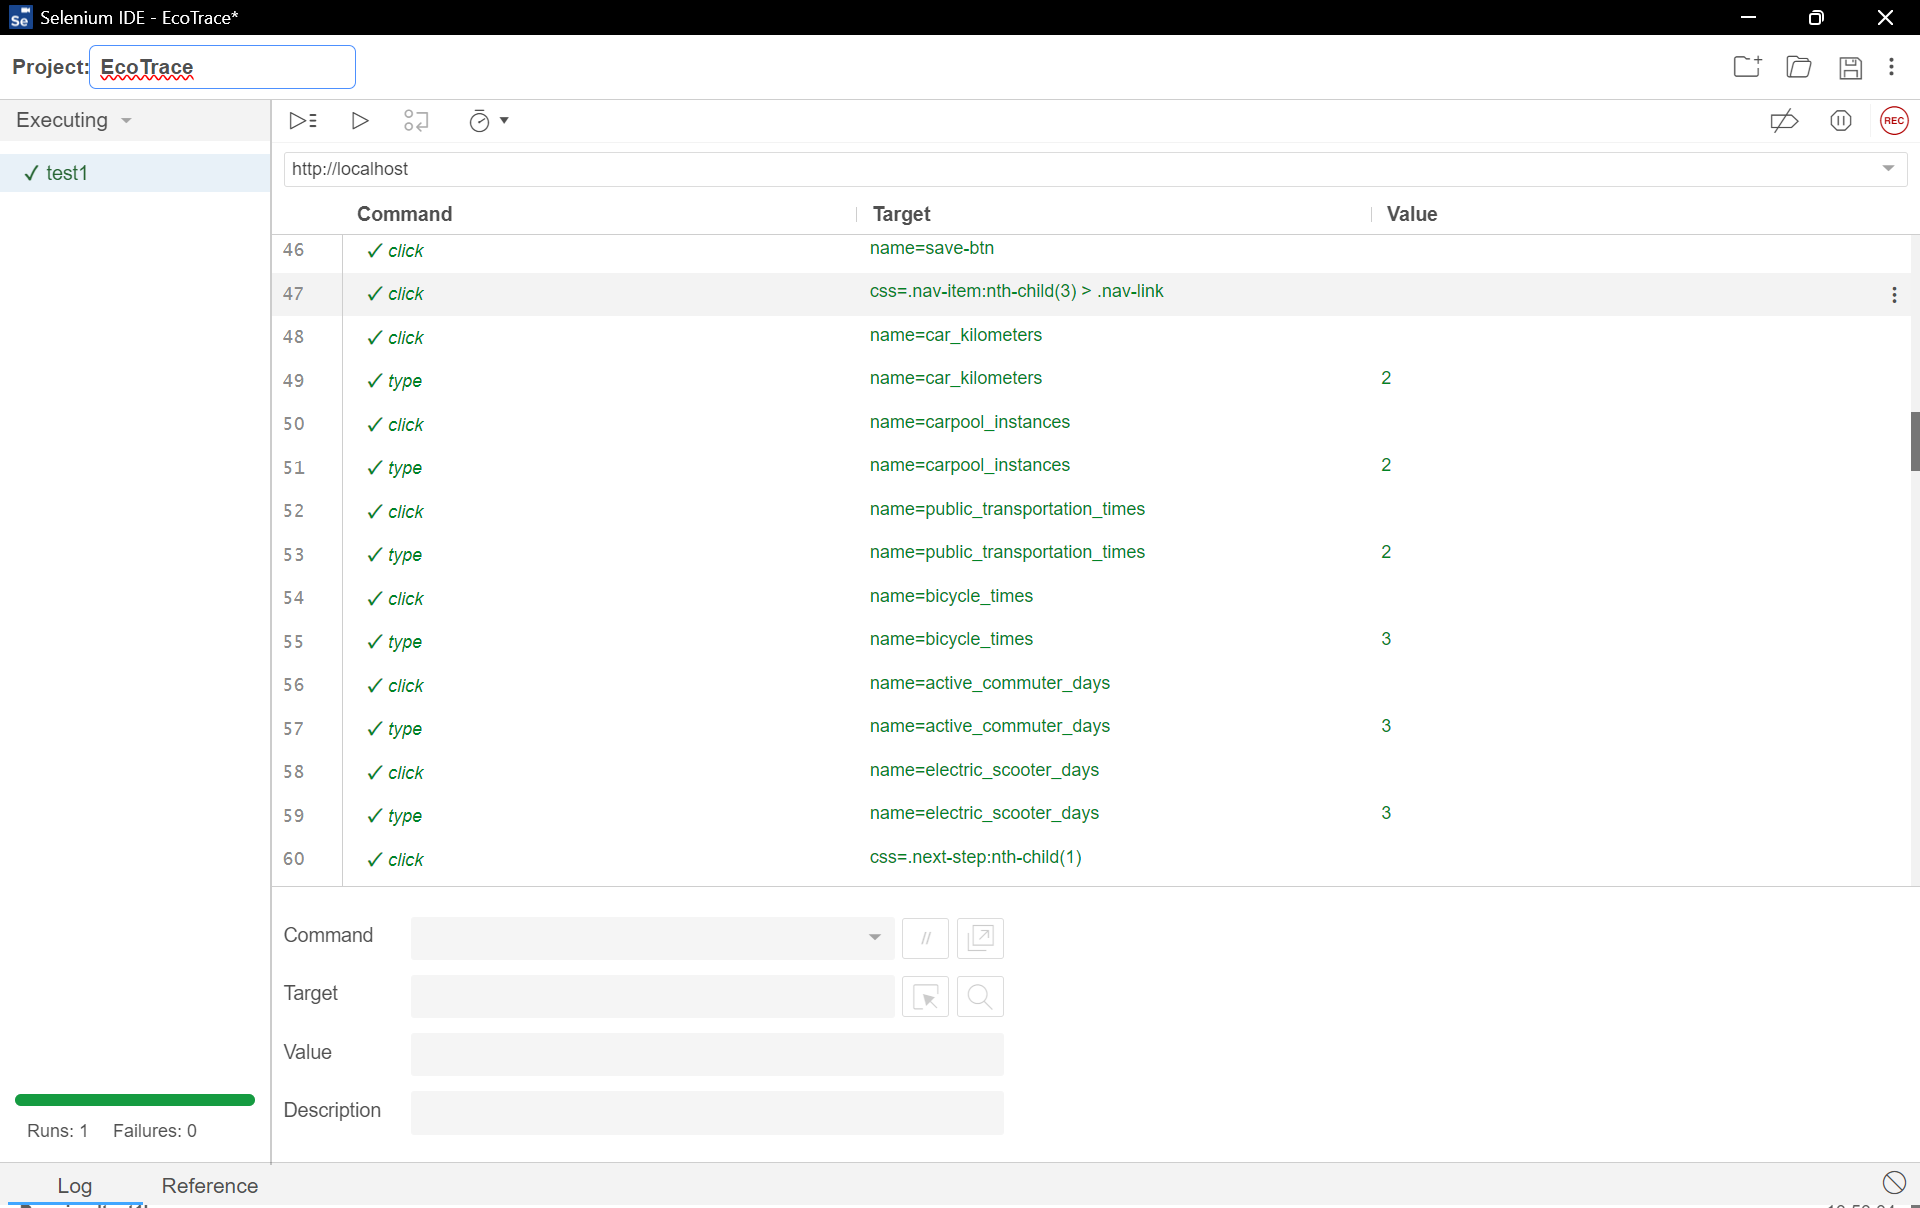 Selenium IDE - EcoTrace*
Project: EcoTrace
Executing
test1
REC
http://localhost
Command Target Value
46 ✓ click name=save-btn
47 ✓ click css=.nav-item:nth-child(3) > .nav-link
48 ✓ click name=car_kilometers
49 ✓ type name=car_kilometers 2
50 ✓ click name=carpool_instances
51 ✓ type name=carpool_instances 2
52 ✓ click name=public_transportation_times
53 ✓ type name=public_transportation_times 2
54 ✓ click name=bicycle_times
55 ✓ type name=bicycle_times 3
56 ✓ click name=active_commuter_days
57 ✓ type name=active_commuter_days 3
58 ✓ click name=electric_scooter_days
59 ✓ type name=electric_scooter_days 3
60 ✓ click css=.next-step:nth-child(1)
Command //
Target
Value
Description
Runs: 1 Failures: 0
Log Reference